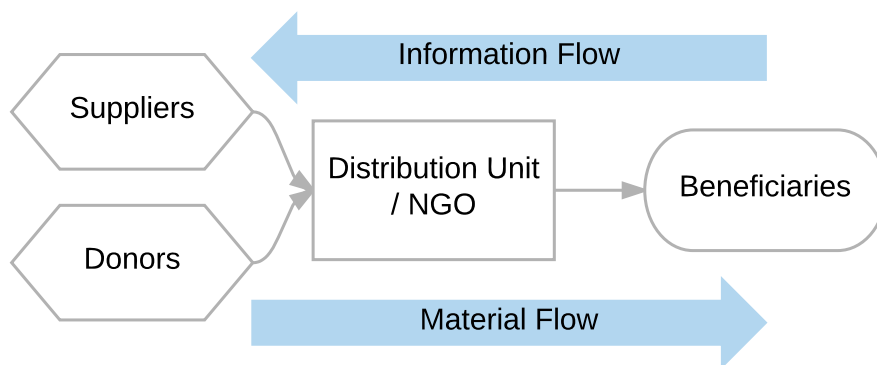 Information Flow
Suppliers
Distribution Unit
/ NGO
Beneficiaries
Donors
Material Flow